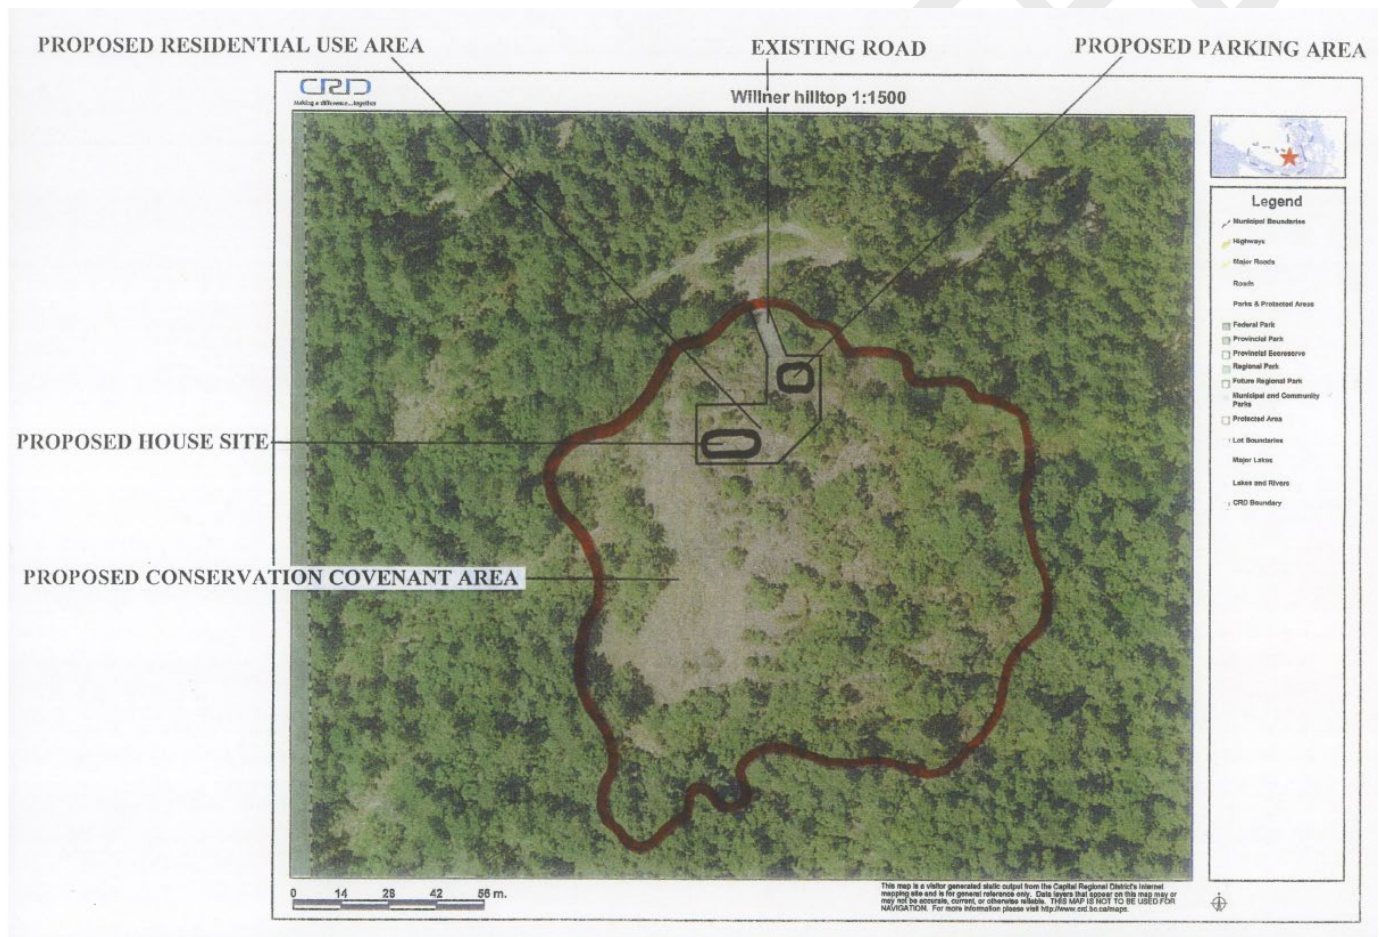 PROPOSED RESIDENTIAL USE AREA
EXISTING ROAD
PROPOSED PARKING AREA
CRD
Making a difference...together
Willner hilltop 1:1500
Legend
Municipal Boundaries
Highways
Major Roads
Roads
Parks & Protected Areas
Federal Park
Provincial Park
Provincial Ecoreserve
Regional Park
Future Regional Park
Municipal and Community
Parks
Protected Area
Lot Boundaries
Major Lakes
Lakes and Rivers
CRD Boundary
PROPOSED HOUSE SITE
PROPOSED CONSERVATION COVENANT AREA
0 14 28 42 56 m.
This map is a visitor generated static output from the Capital Regional District's Internet
mapping site and is for general reference only. Data layers that appear on this map may or
may not be accurate, current, or otherwise reliable. THIS MAP IS NOT TO BE USED FOR
NAVIGATION. For more information please visit http://www.crd.bc.ca/maps.